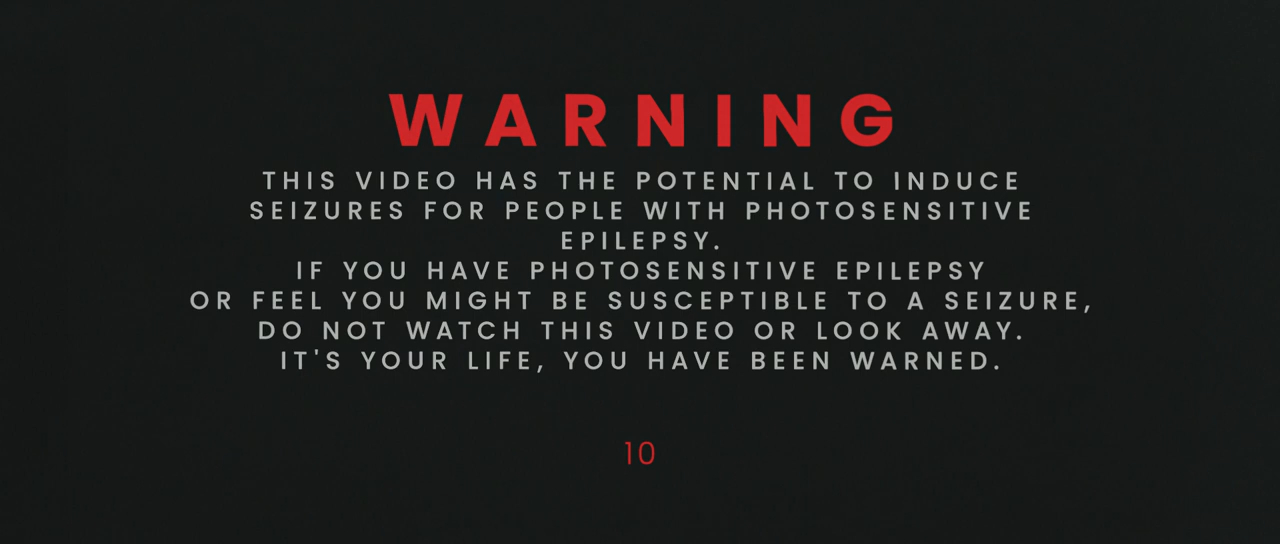 WARNING
THIS VIDEO HAS THE POTENTIAL TO INDUCE
SEIZURES FOR PEOPLE WITH PHOTOSENSITIVE
EPILEPSY.
IF YOU HAVE PHOTOSENSITIVE EPILEPSY
OR FEEL YOU MIGHT BE SUSCEPTIBLE TO A SEIZURE,
DO NOT WATCH THIS VIDEO OR LOOK AWAY.
IT'S YOUR LIFE, YOU HAVE BEEN WARNED.
10